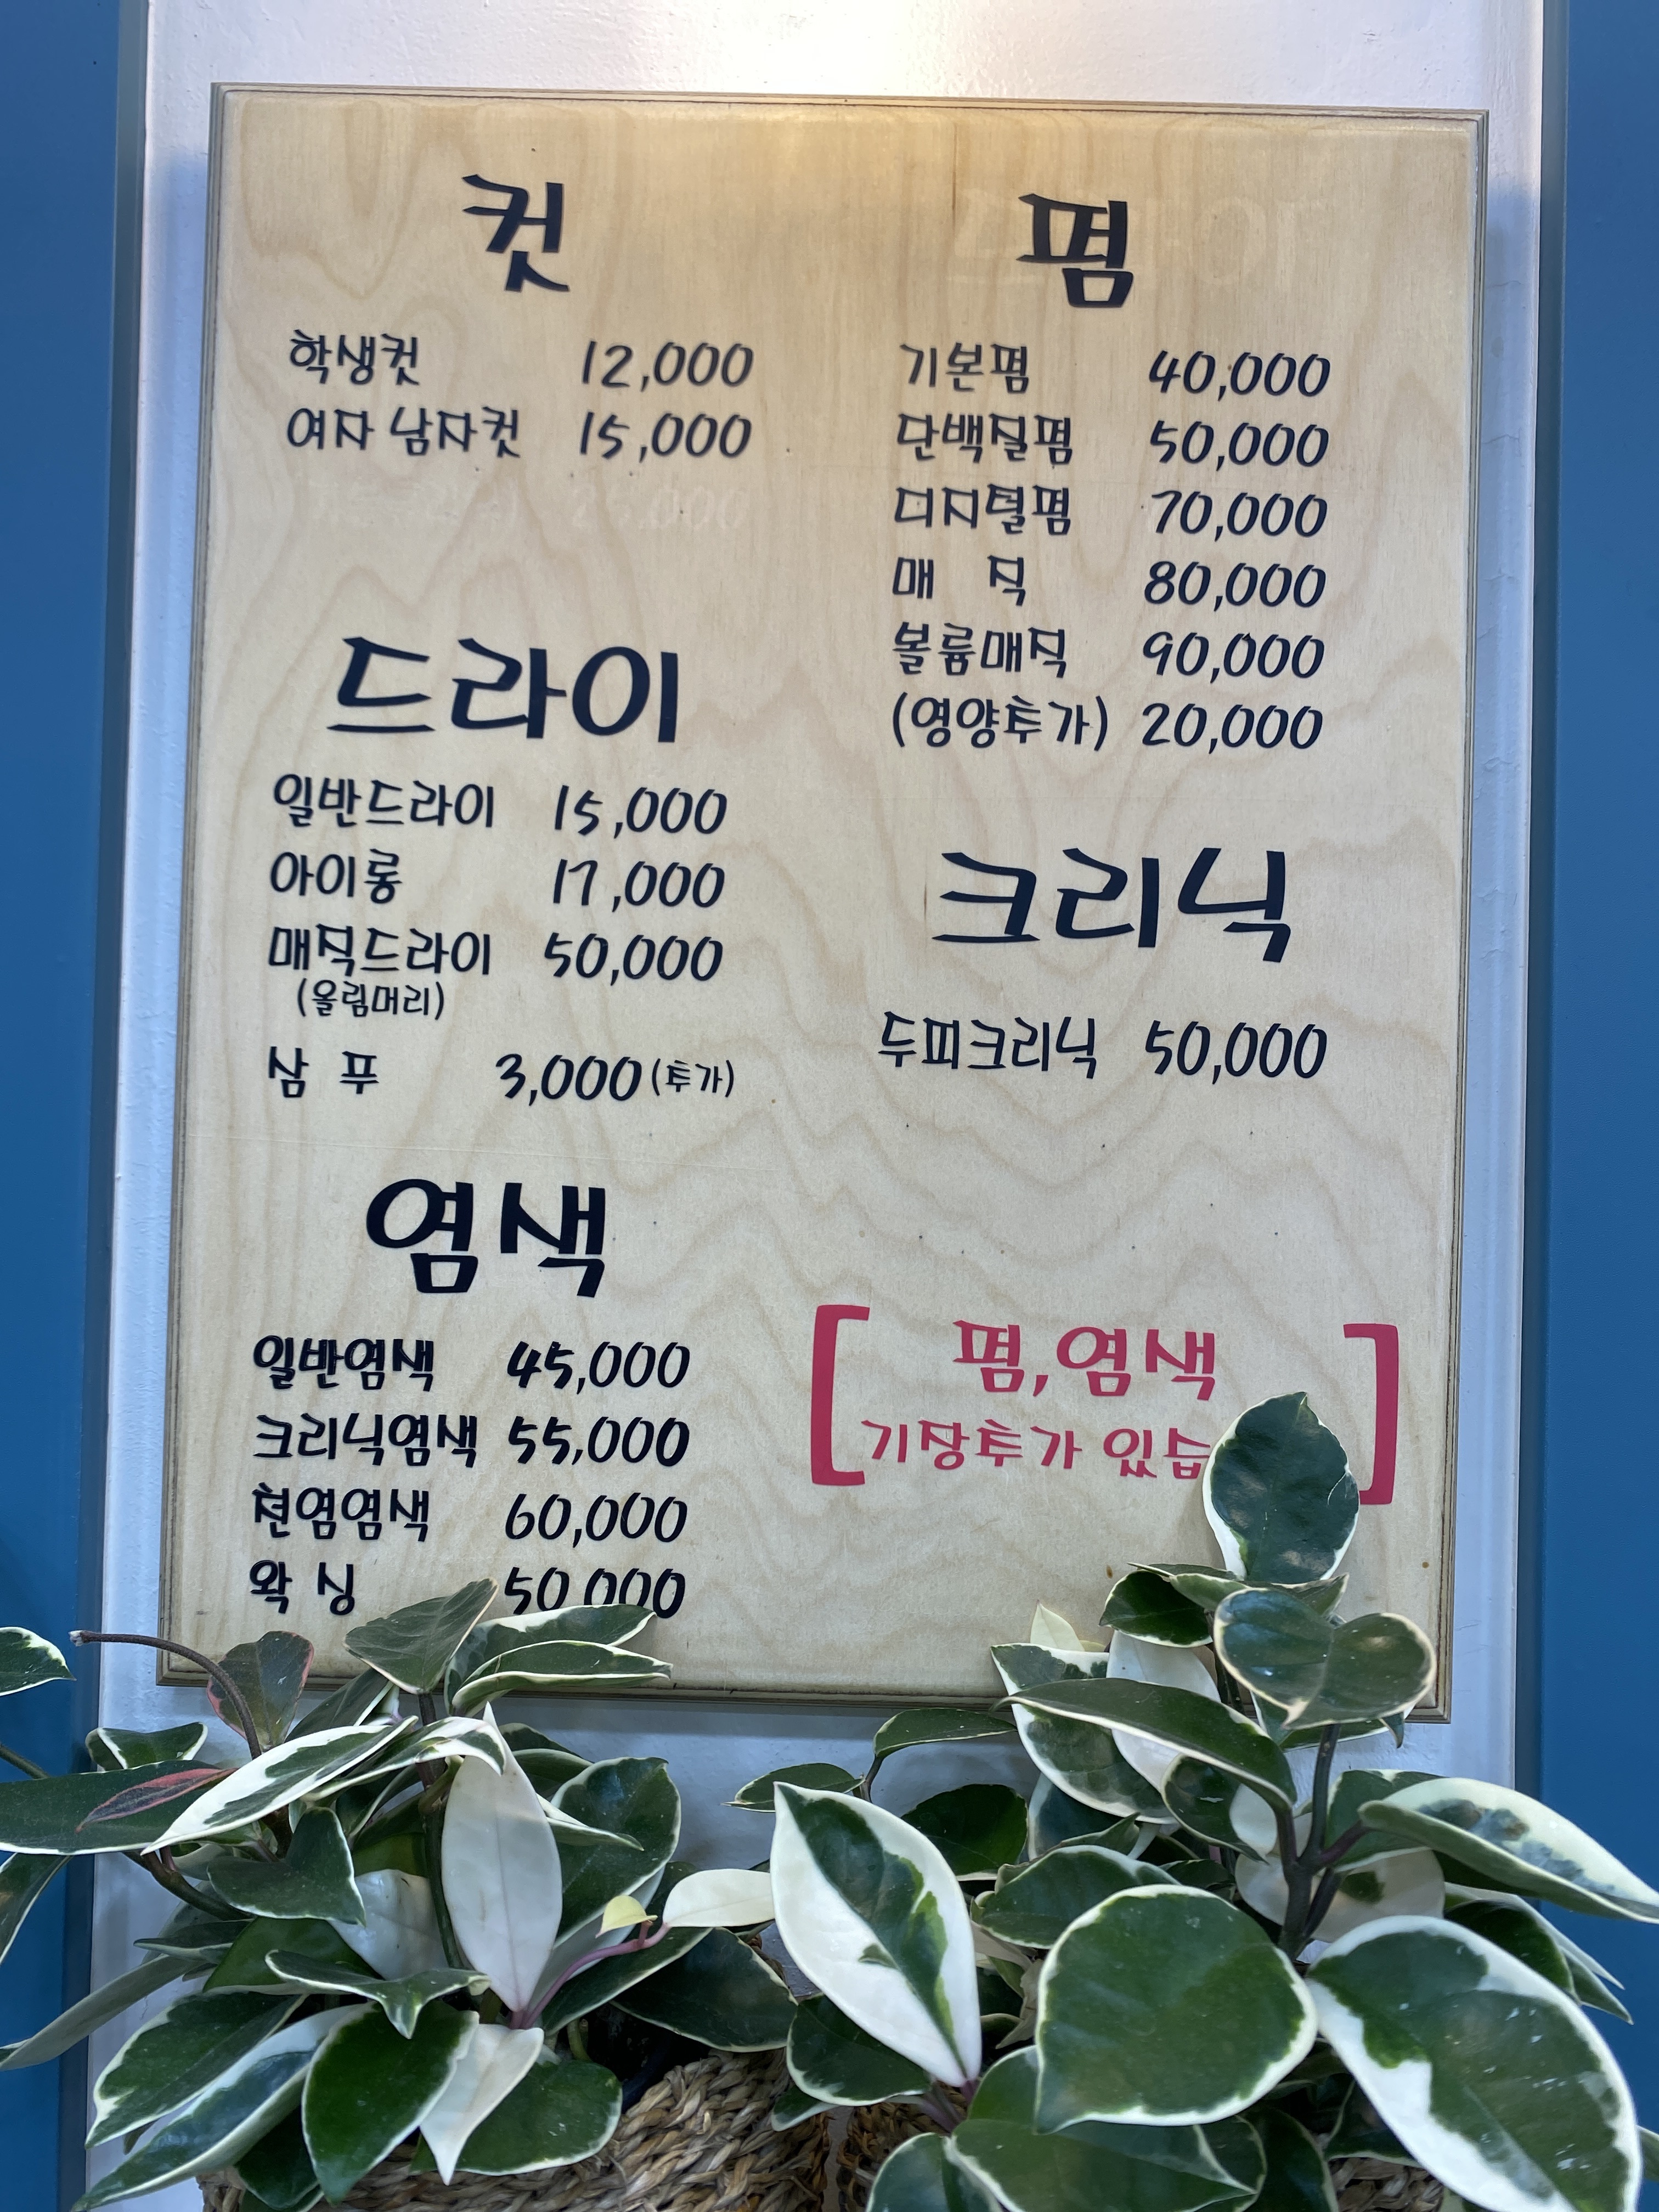 컷
학생컷 12,000
여자 남자컷 15,000
드라이
일반드라이 15,000
아이롱 17,000
매직드라이 50,000
(올림머리)
삼 푸 3,000 (추가)
염색
일반염색 45,000
크리닉염색 55,000
천염염색 60,000
왁 싱 50,000
펌
기본펌 40,000
단백질펌 50,000
디지털펌 70,000
매 직 80,000
볼륨매직 90,000
(영양추가) 20,000
크리닉
두피크리닉 50,000
[펌,염색
기장추가 있습]